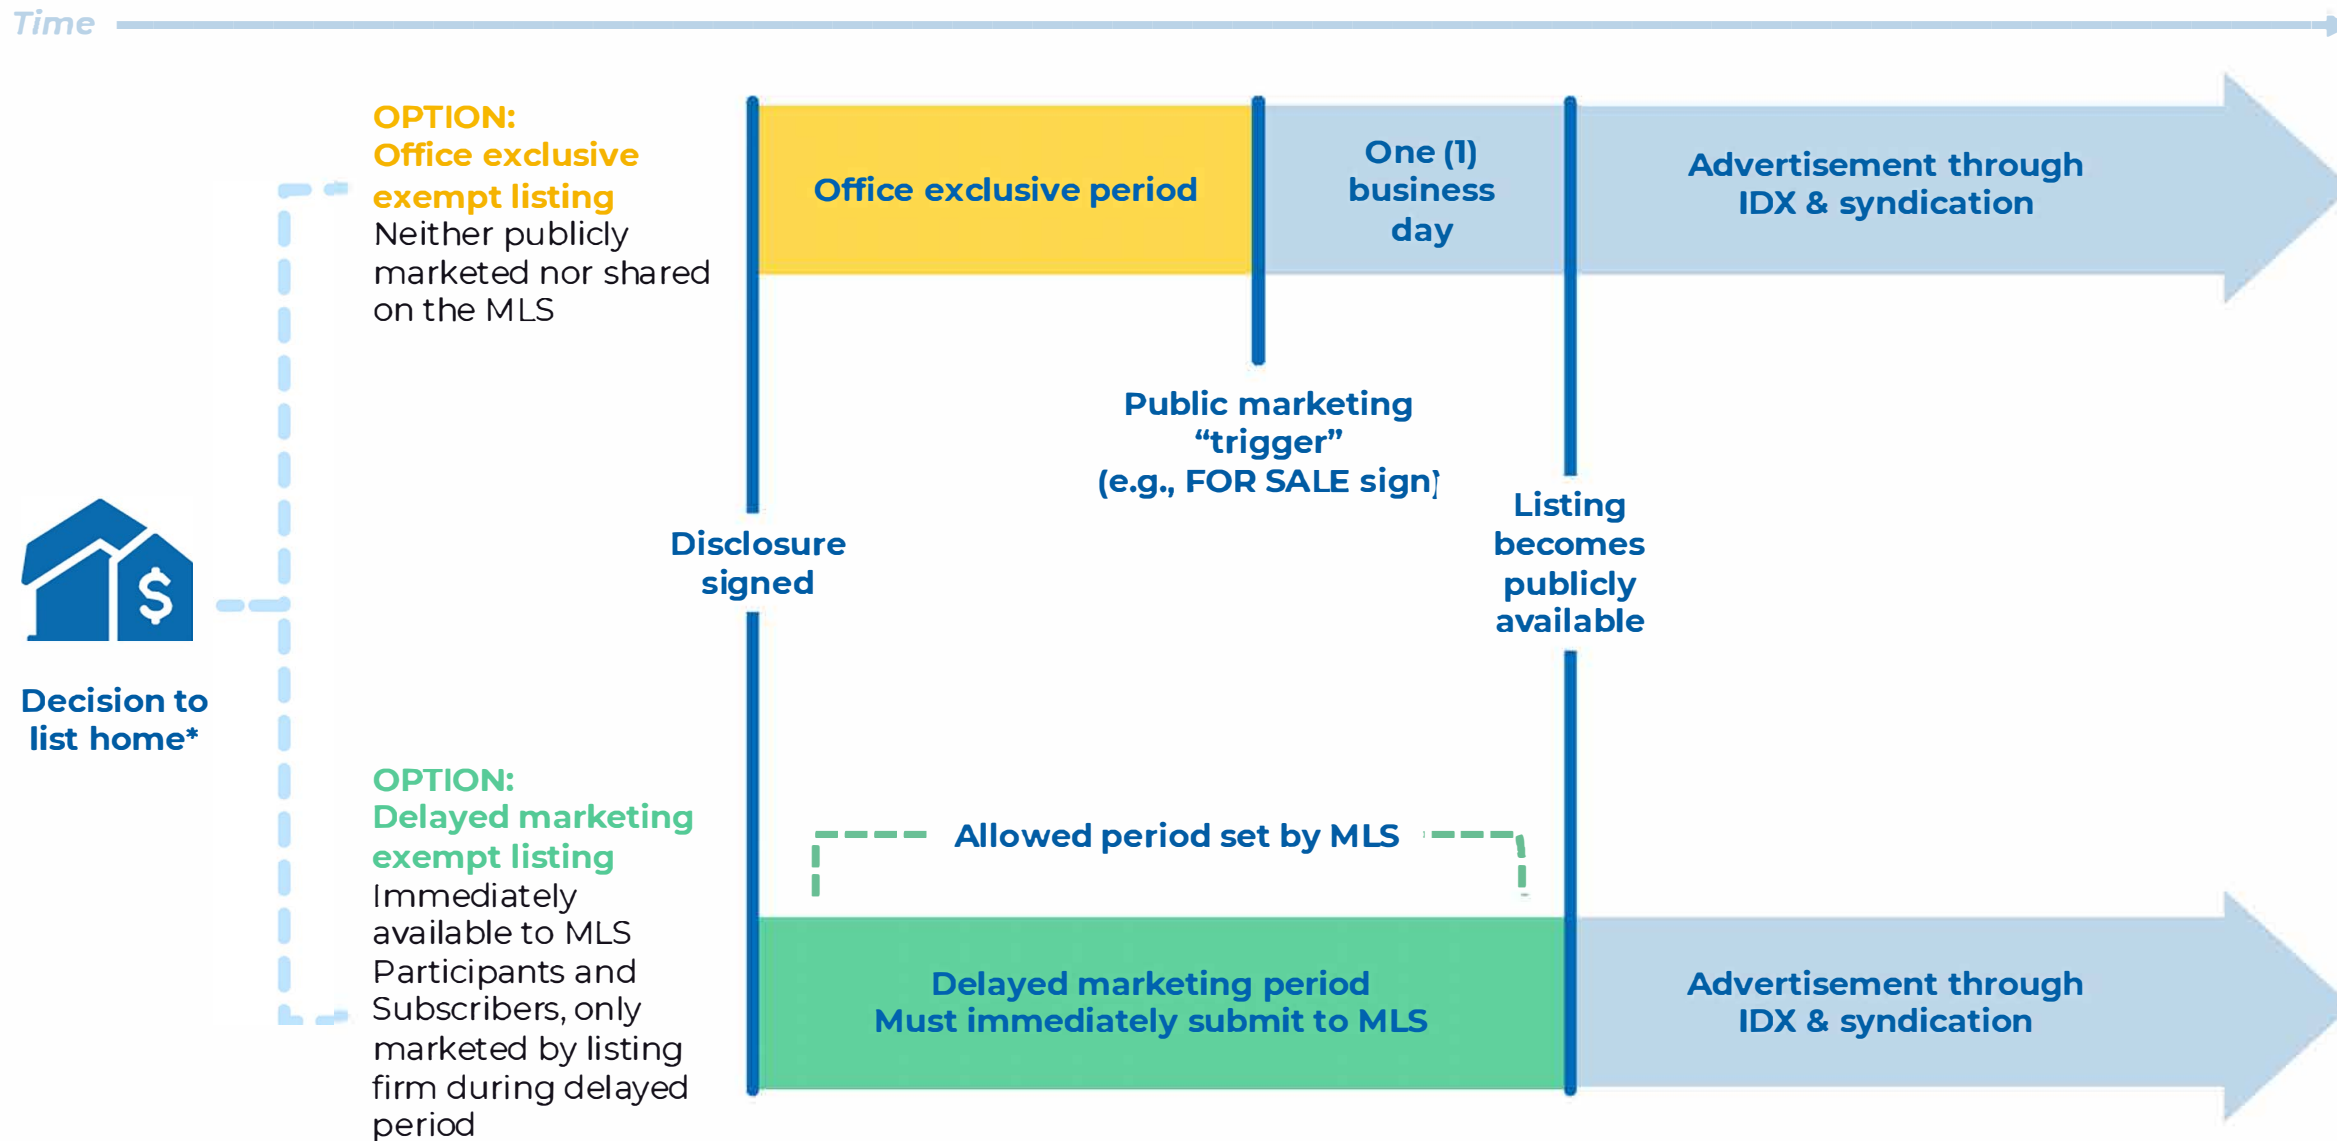 Time
OPTION:
Office exclusive
exempt listing
Neither publicly
marketed nor shared
on the MLS
Office exclusive period
One (1)
business
day
Advertisement through
IDX & syndication
Public marketing
“trigger”
(e.g., FOR SALE sign)
Disclosure
signed
Listing
becomes
publicly
available
$
Decision to
list home*
OPTION:
Delayed marketing
exempt listing
Immediately
available to MLS
Participants and
Subscribers, only
marketed by listing
firm during delayed
period
Allowed period set by MLS
Delayed marketing period
Must immediately submit to MLS
Advertisement through
IDX & syndication